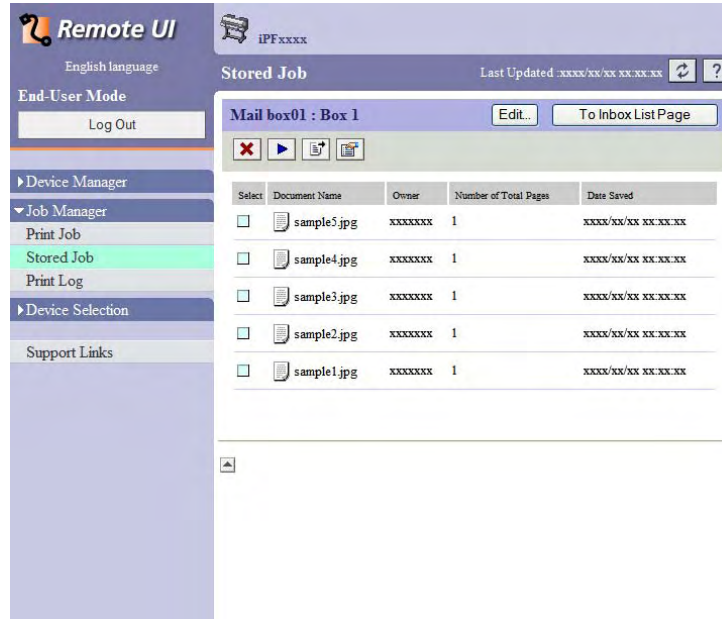 Remote UI
English language
End-User Mode
Log Out
Device Manager
Job Manager
Print Job
Stored Job
Print Log
Device Selection
Support Links
iPFxxxx
Stored Job
Last Updated :xxxx/xx/xx xx:xx:xx
?
Mail box01 : Box 1
Edit...
To Inbox List Page
Select Document Name Owner Number of Total Pages Date Saved
sample5.jpg xxxxxxx 1 xxxx/xx/xx xx:xx:xx
sample4.jpg xxxxxxx 1 xxxx/xx/xx xx:xx:xx
sample3.jpg xxxxxxx 1 xxxx/xx/xx xx:xx:xx
sample2.jpg xxxxxxx 1 xxxx/xx/xx xx:xx:xx
sample1.jpg xxxxxxx 1 xxxx/xx/xx xx:xx:xx